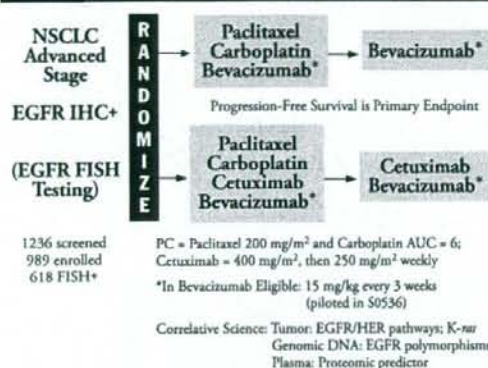 NSCLC
Advanced
Stage
EGFR IHC+
(EGFR FISH
Testing)
1236 screened
989 enrolled
618 FISH+
RANDOMIZE
Paclitaxel
Carboplatin
Bevacizumab*
Bevacizumab*
Progression-Free Survival is Primary Endpoint
Paclitaxel
Carboplatin
Cetuximab
Bevacizumab*
Cetuximab
Bevacizumab*
PC = Paclitaxel 200 mg/m² and Carboplatin AUC = 6;
Cetuximab = 400 mg/m², then 250 mg/m² weekly
*In Bevacizumab Eligible: 15 mg/kg every 3 weeks
(piloted in S0536)
Correlative Science: Tumor: EGFR/HER pathways; K-ras
Genomic DNA: EGFR polymorphisms
Plasma: Proteomic predictor